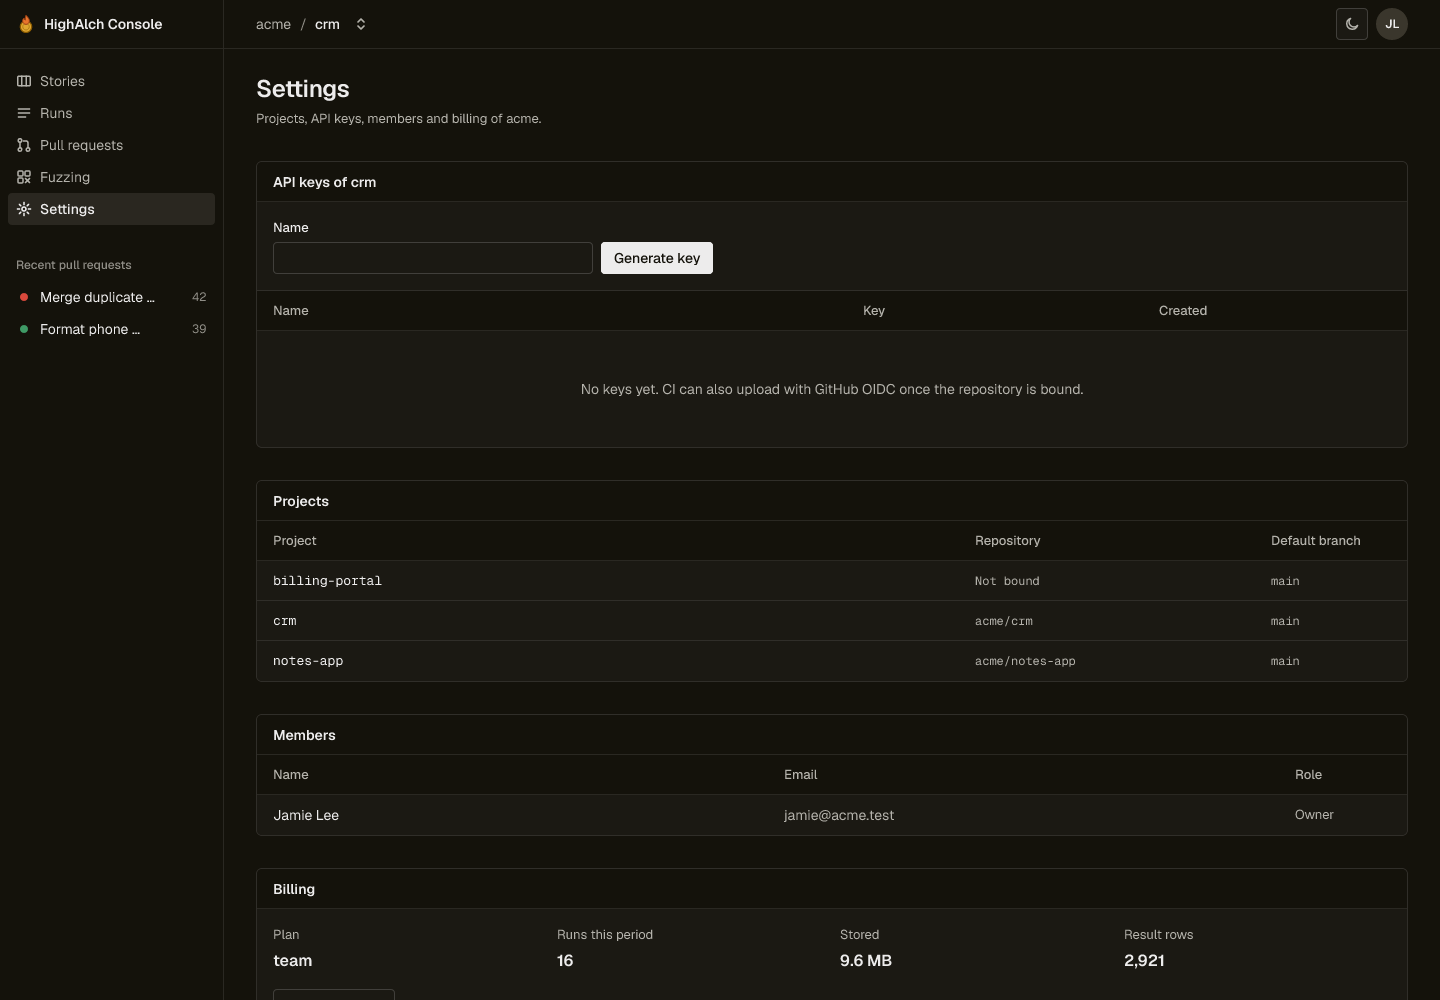 HighAlch Console
acme / crm
JL
Stories
Runs
Pull requests
Fuzzing
Settings
Recent pull requests
Merge duplicate ... 42
Format phone ... 39
Settings
Projects, API keys, members and billing of acme.
API keys of crm
Name
Generate key
Name Key Created
No keys yet. CI can also upload with GitHub OIDC once the repository is bound.
Projects
Project Repository Default branch
billing-portal Not bound main
crm acme/crm main
notes-app acme/notes-app main
Members
Name Email Role
Jamie Lee jamie@acme.test Owner
Billing
Plan Runs this period Stored Result rows
team 16 9.6 MB 2,921